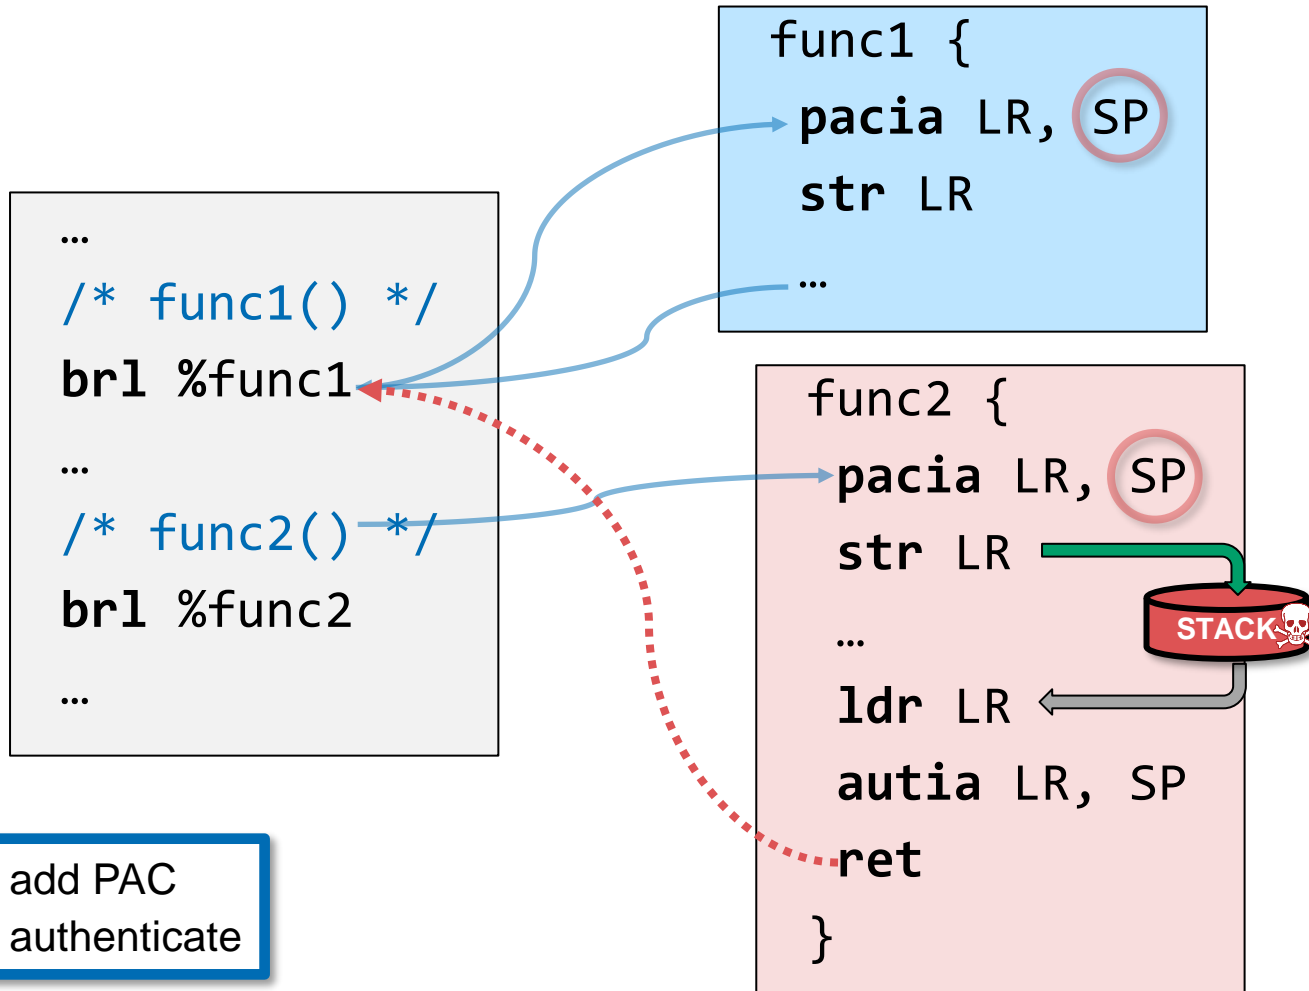 …
/* func1() */
brl %func1
…
/* func2() */
brl %func2
…
func1 {
pacia LR, SP
str LR
…
func2 {
pacia LR, SP
str LR
…
ldr LR
autia LR, SP
ret
}
STACK
add PAC
authenticate